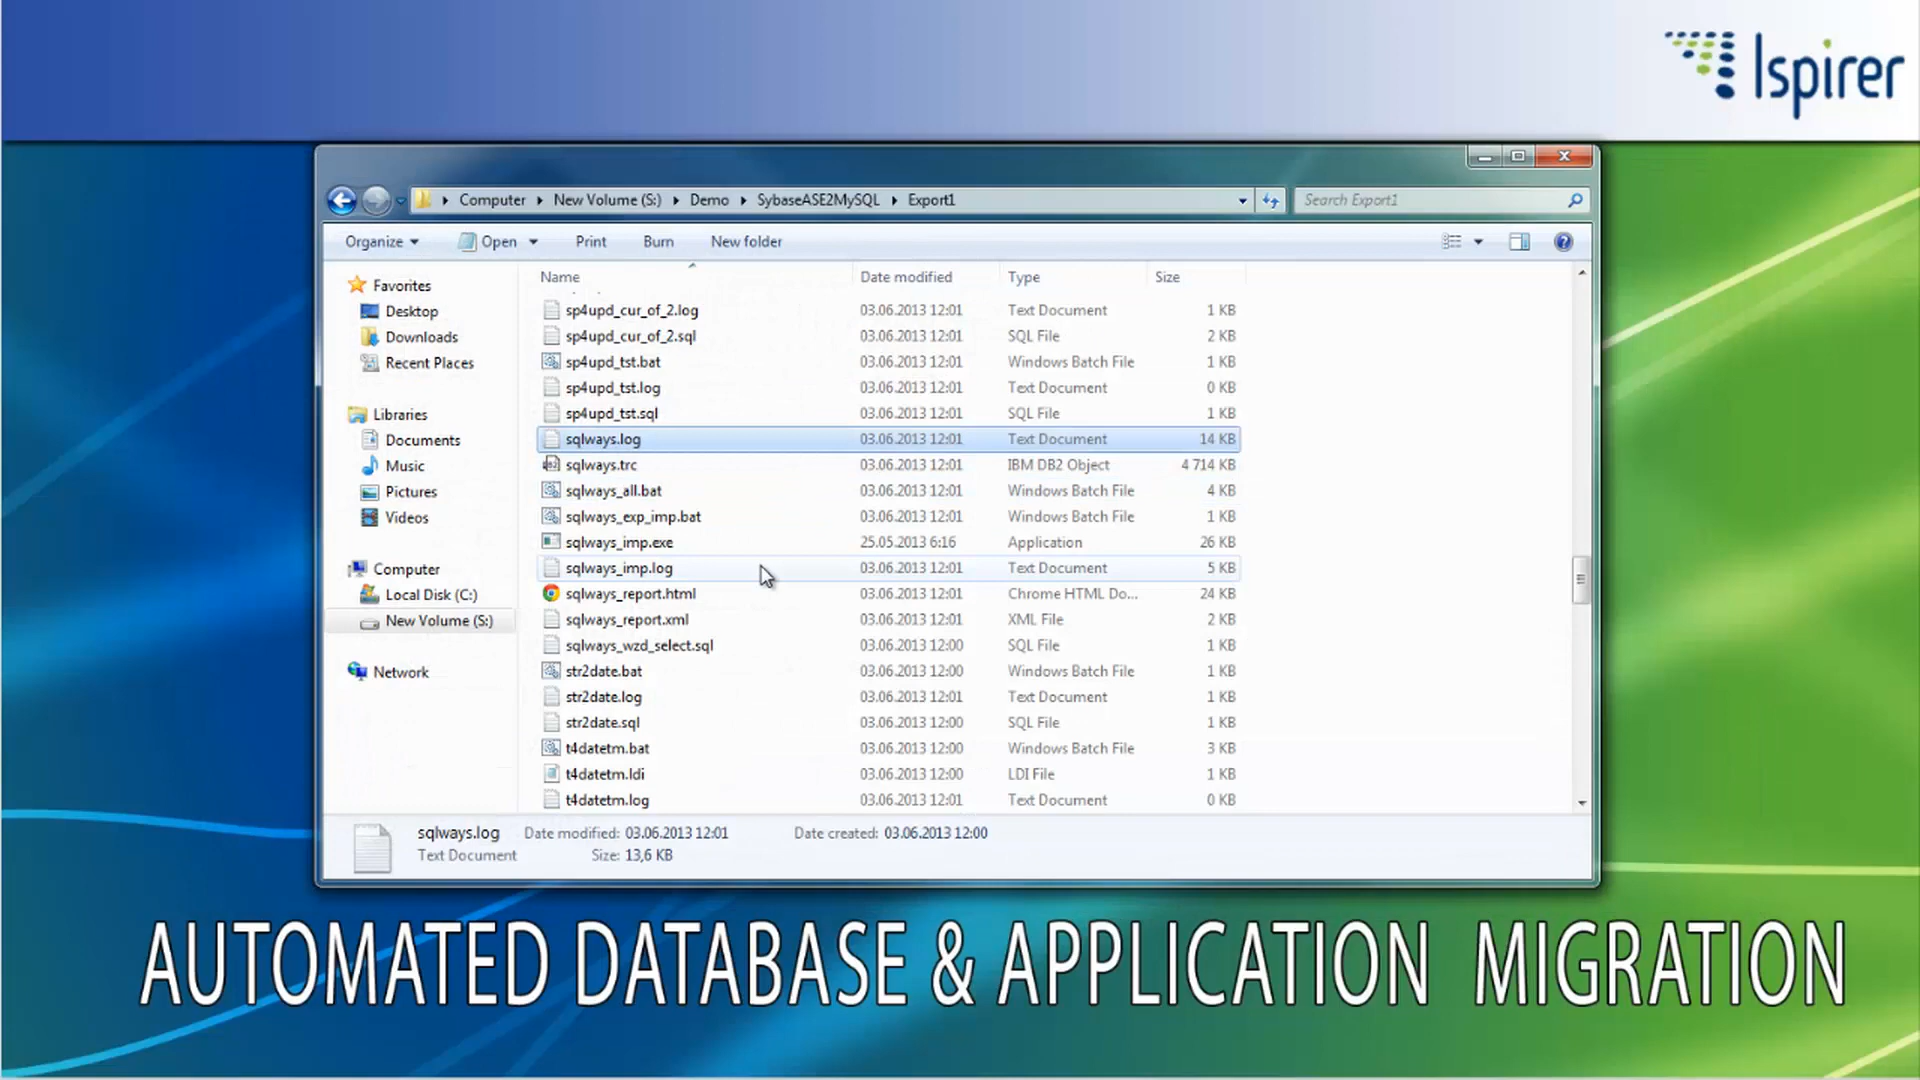 Ispirer
Computer New Volume (S:) Demo SybaseASE2MySQL Export1 Search Export1
Organize Open Print Burn New folder
Name Date modified Type Size
Favorites
Desktop
Downloads
Recent Places
Libraries
Documents
Music
Pictures
Videos
Computer
Local Disk (C:)
New Volume (S:)
Network
sp4upd_cur_of_2.log 03.06.2013 12:01 Text Document 1 KB
sp4upd_cur_of_2.sql 03.06.2013 12:01 SQL File 2 KB
sp4upd_tst.bat 03.06.2013 12:01 Windows Batch File 1 KB
sp4upd_tst.log 03.06.2013 12:01 Text Document 0 KB
sp4upd_tst.sql 03.06.2013 12:01 SQL File 1 KB
sqlways.log 03.06.2013 12:01 Text Document 14 KB
sqlways.trc 03.06.2013 12:01 IBM DB2 Object 4 714 KB
sqlways_all.bat 03.06.2013 12:01 Windows Batch File 4 KB
sqlways_exp_imp.bat 03.06.2013 12:01 Windows Batch File 1 KB
sqlways_imp.exe 25.05.2013 6:16 Application 26 KB
sqlways_imp.log 03.06.2013 12:01 Text Document 5 KB
sqlways_report.html 03.06.2013 12:01 Chrome HTML Do... 24 KB
sqlways_report.xml 03.06.2013 12:01 XML File 2 KB
sqlways_wzd_select.sql 03.06.2013 12:00 SQL File 1 KB
str2date.bat 03.06.2013 12:00 Windows Batch File 1 KB
str2date.log 03.06.2013 12:01 Text Document 1 KB
str2date.sql 03.06.2013 12:00 SQL File 1 KB
t4datetm.bat 03.06.2013 12:00 Windows Batch File 3 KB
t4datetm.ldi 03.06.2013 12:00 LDI File 1 KB
t4datetm.log 03.06.2013 12:01 Text Document 0 KB
sqlways.log Date modified: 03.06.2013 12:01 Date created: 03.06.2013 12:00
Text Document Size: 13,6 KB
AUTOMATED DATABASE & APPLICATION MIGRATION